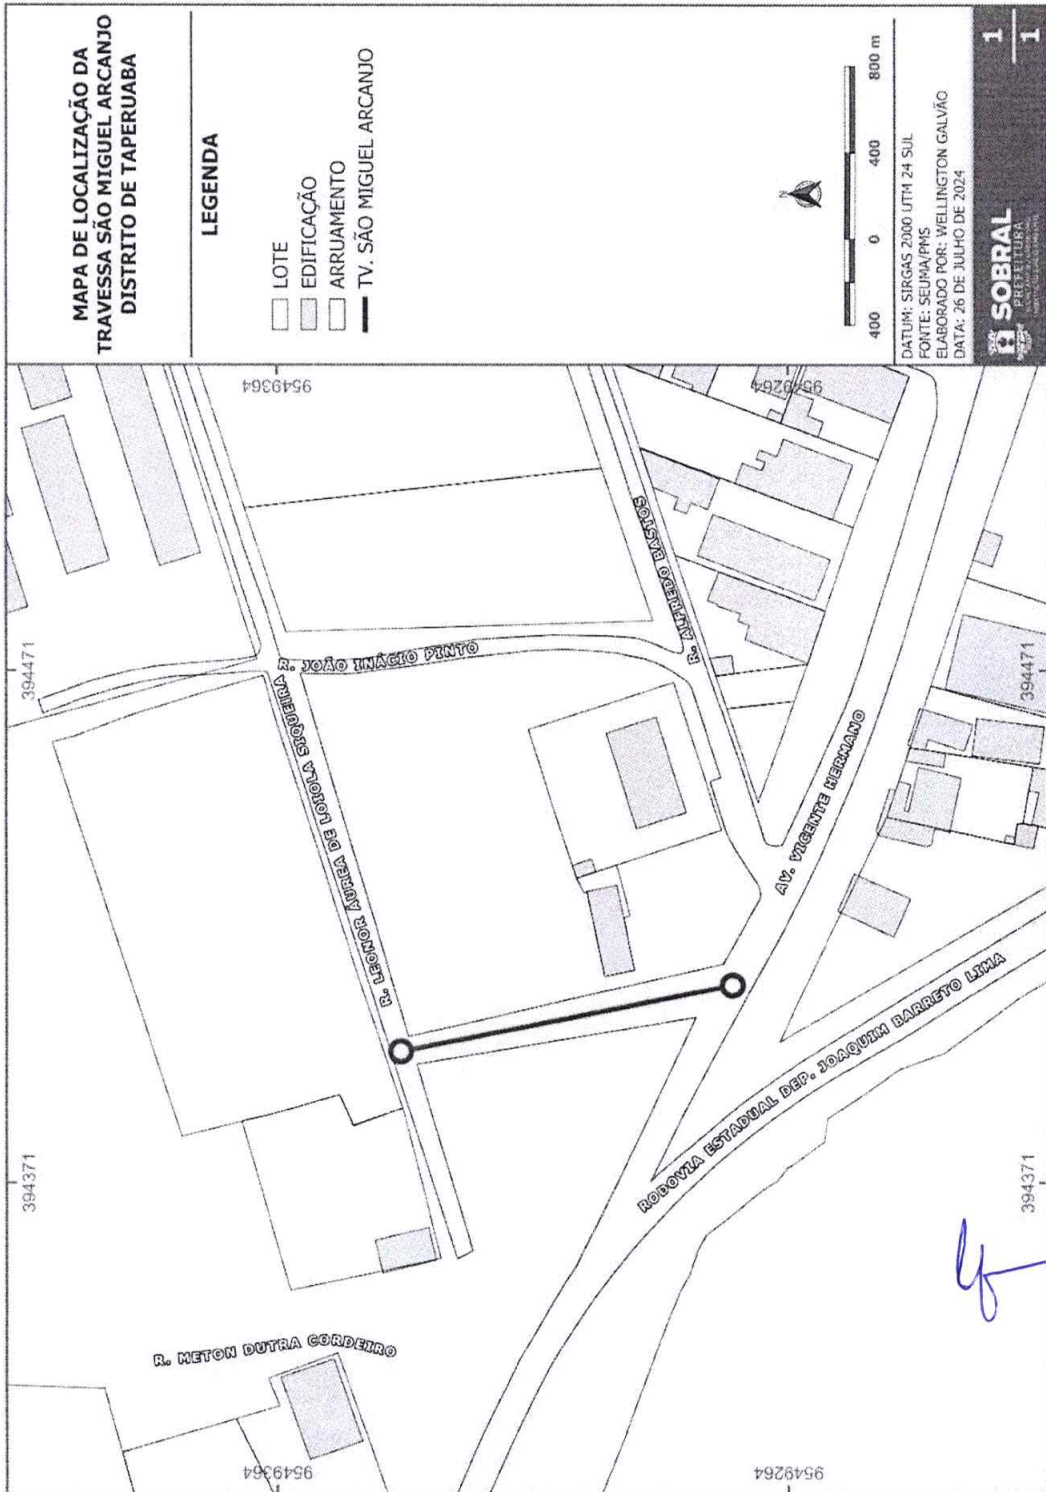 MAPA DE LOCALIZAÇÃO DA
TRAVESSA SÃO MIGUEL ARCANJO
DISTRITO DE TAPERUABA
LEGENDA
LOTE
EDIFICAÇÃO
ARRUAMENTO
TV. SÃO MIGUEL ARCANJO
N
400 0 400 800 m
DATUM: SIRGAS 2000 UTM 24 SUL
FONTE: SEUMA/PMS
ELABORADO POR: WELLINGTON GALVÃO
DATA: 26 DE JULHO DE 2024
SOBRAL
PREFEITURA
1
1
394371
394471
9549364
9549364
9549264
9549264
394371
394471
R. METON DUTRA CORDEIRO
R. LEONOR ÁUREA DE LOIOLA SIQUEIRA
R. JOÃO INÁCIO PINTO
R. ALFREDO BASTOS
AV. VICENTE HERMANO
RODOVIA ESTADUAL DEP. JOAQUIM BARRETO LIMA